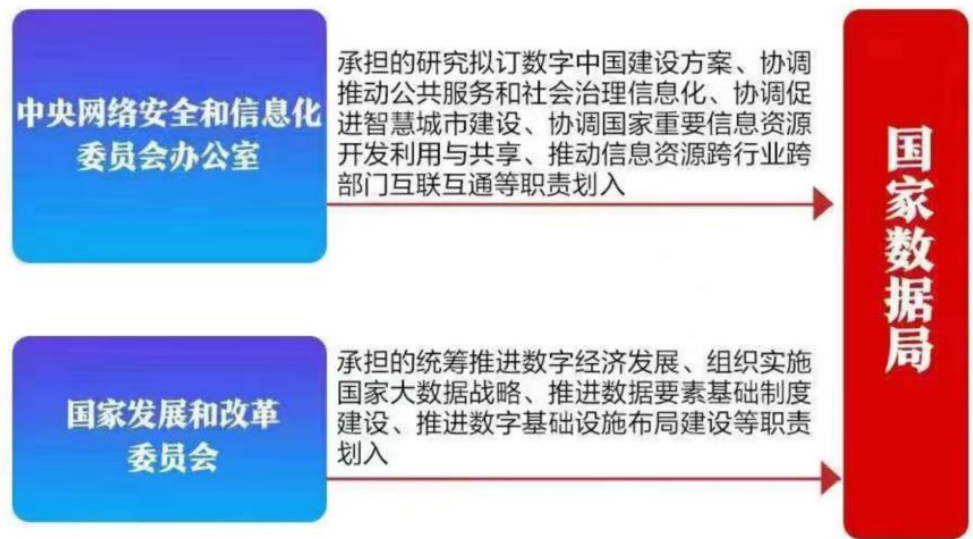 中央网络安全和信息化
委员会办公室
承担的研究拟订数字中国建设方案、协调
推动公共服务和社会治理信息化、协调促
进智慧城市建设、协调国家重要信息资源
开发利用与共享、推动信息资源跨行业跨
部门互联互通等职责划入
国家发展和改革
委员会
承担的统筹推进数字经济发展、组织实施
国家大数据战略、推进数据要素基础制度
建设、推进数字基础设施布局建设等职责
划入
国家数据局